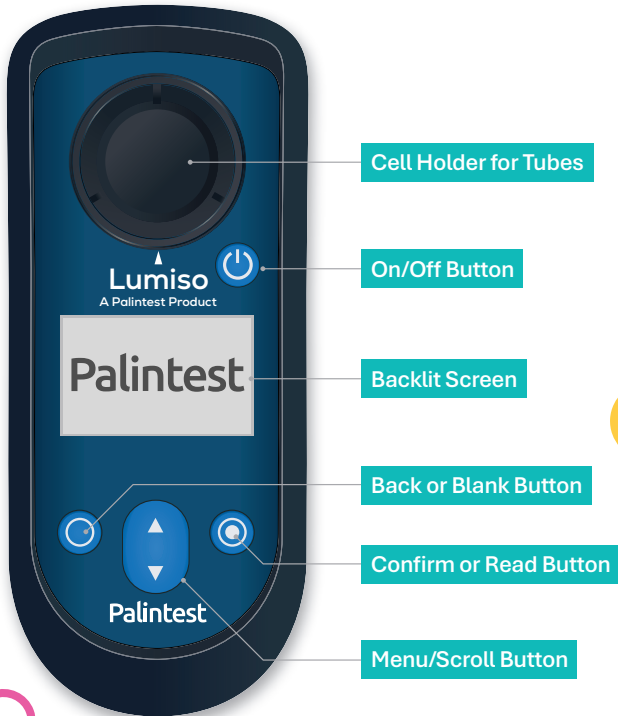 Cell Holder for Tubes
On/Off Button
Lumiso
A Palintest Product
Palintest
Backlit Screen
Back or Blank Button
Confirm or Read Button
Palintest
Menu/Scroll Button